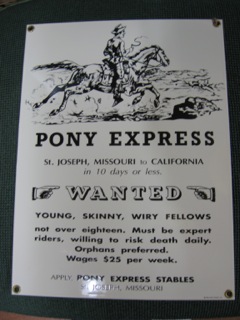 PONY EXPRESS
St. JOSEPH, MISSOURI to CALIFORNIA
in 10 days or less.
WANTED
YOUNG, SKINNY, WIRY FELLOWS
not over eighteen. Must be expert
riders, willing to risk death daily.
Orphans preferred.
Wages $25 per week.
APPLY, PONY EXPRESS STABLES
St. JOSEPH, MISSOURI